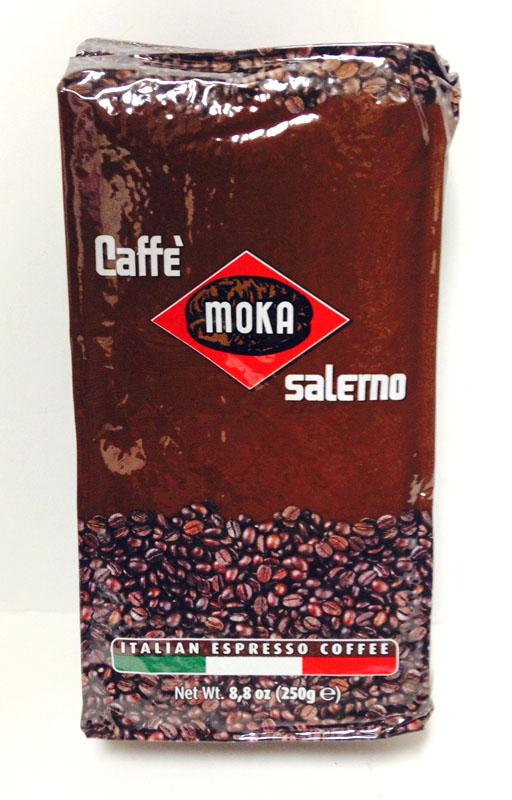 Caffè
MOKA
salerno
ITALIAN ESPRESSO COFFEE
Net Wt. 8,8 oz (250g ℮)